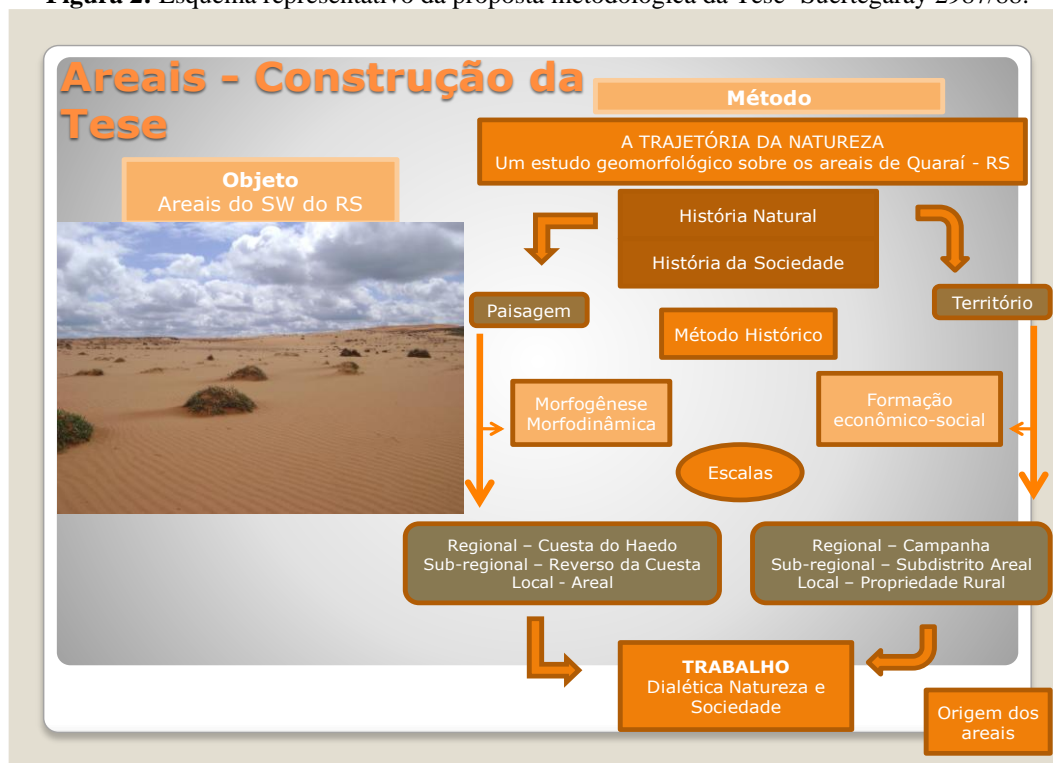 Figura 2: Esquema representativo da proposta metodológica da Tese- Suertegaray 2987/88.
Areais - Construção da
Tese
Método
A TRAJETÓRIA DA NATUREZA
Um estudo geomorfológico sobre os areais de Quaraí - RS
Objeto
Areais do SW do RS
História Natural
História da Sociedade
Paisagem
Território
Método Histórico
Morfogênese
Morfodinâmica
Formação
econômico-social
Escalas
Regional – Cuesta do Haedo
Sub-regional – Reverso da Cuesta
Local - Areal
Regional – Campanha
Sub-regional – Subdistrito Areal
Local – Propriedade Rural
TRABALHO
Dialética Natureza e
Sociedade
Origem dos
areais